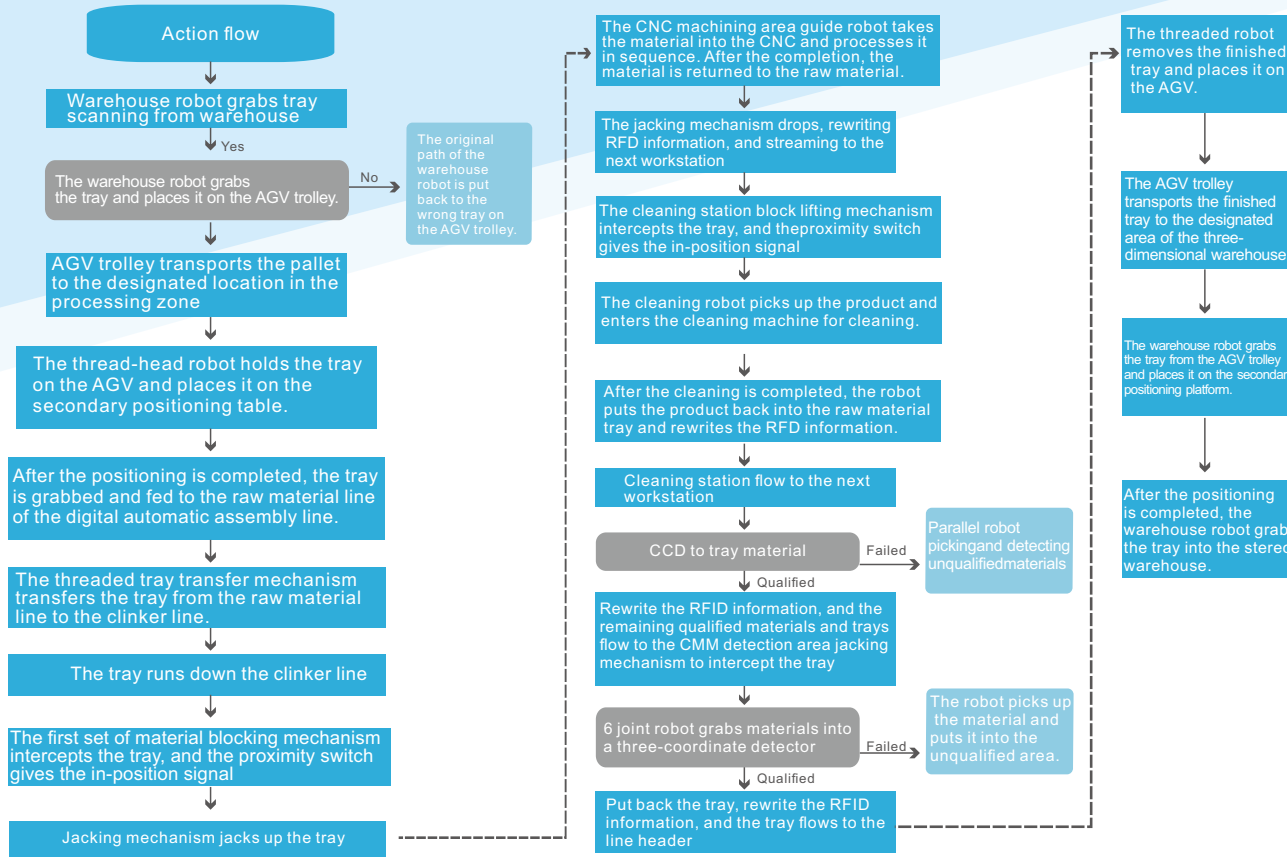 Action flow
Warehouse robot grabs tray
scanning from warehouse
Yes
The warehouse robot grabs
the tray and places it on the AGV trolley.
No
The original
path of the
warehouse
robot is put
back to the
wrong tray on
the AGV trolley.
AGV trolley transports the pallet
to the designated location in the
processing zone
The thread-head robot holds the tray
on the AGV and places it on the
secondary positioning table.
After the positioning is completed, the tray
is grabbed and fed to the raw material line
of the digital automatic assembly line.
The threaded tray transfer mechanism
transfers the tray from the raw material
line to the clinker line.
The tray runs down the clinker line
The first set of material blocking mechanism
intercepts the tray, and the proximity switch
gives the in-position signal
Jacking mechanism jacks up the tray
The CNC machining area guide robot takes
the material into the CNC and processes it
in sequence. After the completion, the
material is returned to the raw material.
The jacking mechanism drops, rewriting
RFD information, and streaming to the
next workstation
The cleaning station block lifting mechanism
intercepts the tray, and theproximity switch
gives the in-position signal
The cleaning robot picks up the product and
enters the cleaning machine for cleaning.
After the cleaning is completed, the robot
puts the product back into the raw material
tray and rewrites the RFD information.
Cleaning station flow to the next
workstation
CCD to tray material
Failed
Parallel robot
pickingand detecting
unqualifiedmaterials
Qualified
Rewrite the RFID information, and the
remaining qualified materials and trays
flow to the CMM detection area jacking
mechanism to intercept the tray
6 joint robot grabs materials into
a three-coordinate detector
Failed
The robot picks up
the material and
puts it into the
unqualified area.
Qualified
Put back the tray, rewrite the RFID
information, and the tray flows to the
line header
The threaded robot
removes the finished
tray and places it on
the AGV.
The AGV trolley
transports the finished
tray to the designated
area of the three-
dimensional warehouse
The warehouse robot grabs
the tray from the AGV trolley
and places it on the secondar
positioning platform.
After the positioning
is completed, the
warehouse robot grab
the tray into the stereo
warehouse.